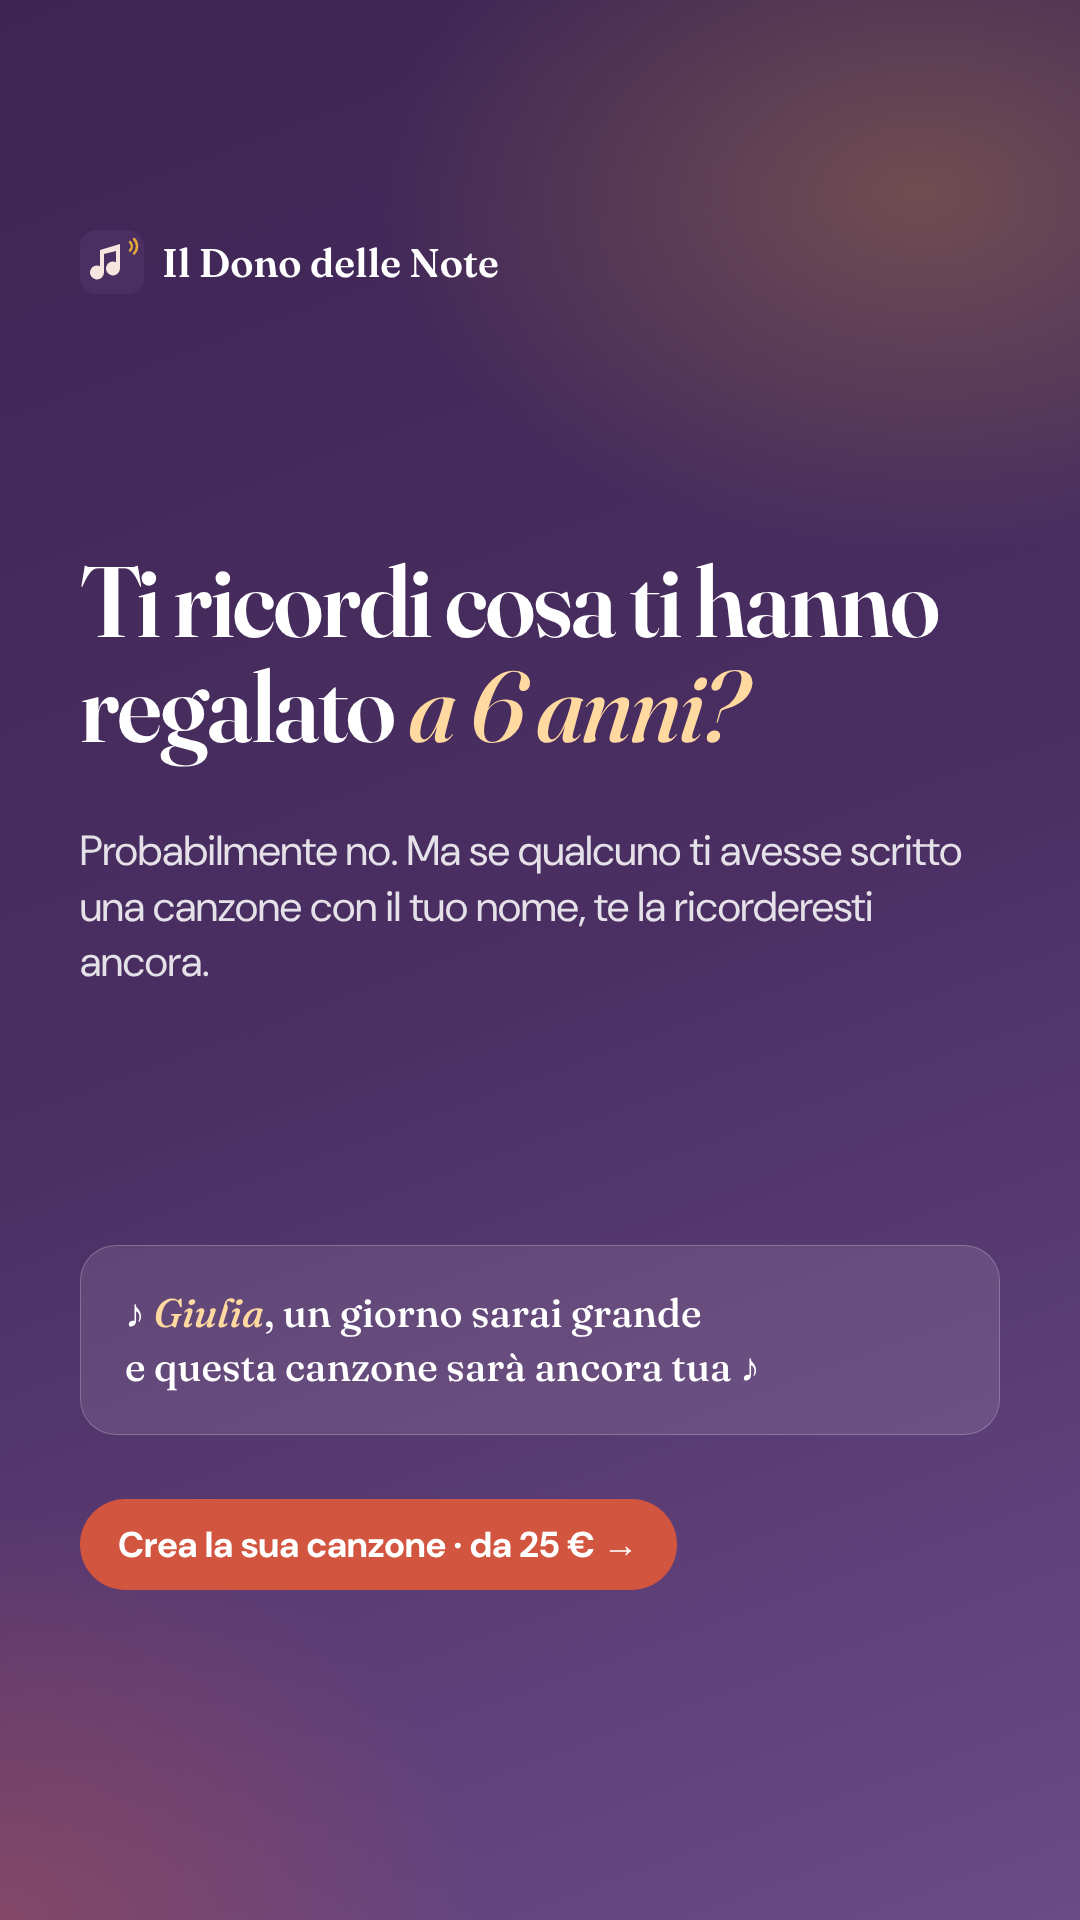 Il Dono delle Note
Ti ricordi cosa ti hanno
regalato a 6 anni?
Probabilmente no. Ma se qualcuno ti avesse scritto
una canzone con il tuo nome, te la ricorderesti
ancora.
♪ Giulia, un giorno sarai grande
e questa canzone sarà ancora tua ♪
Crea la sua canzone · da 25 € →